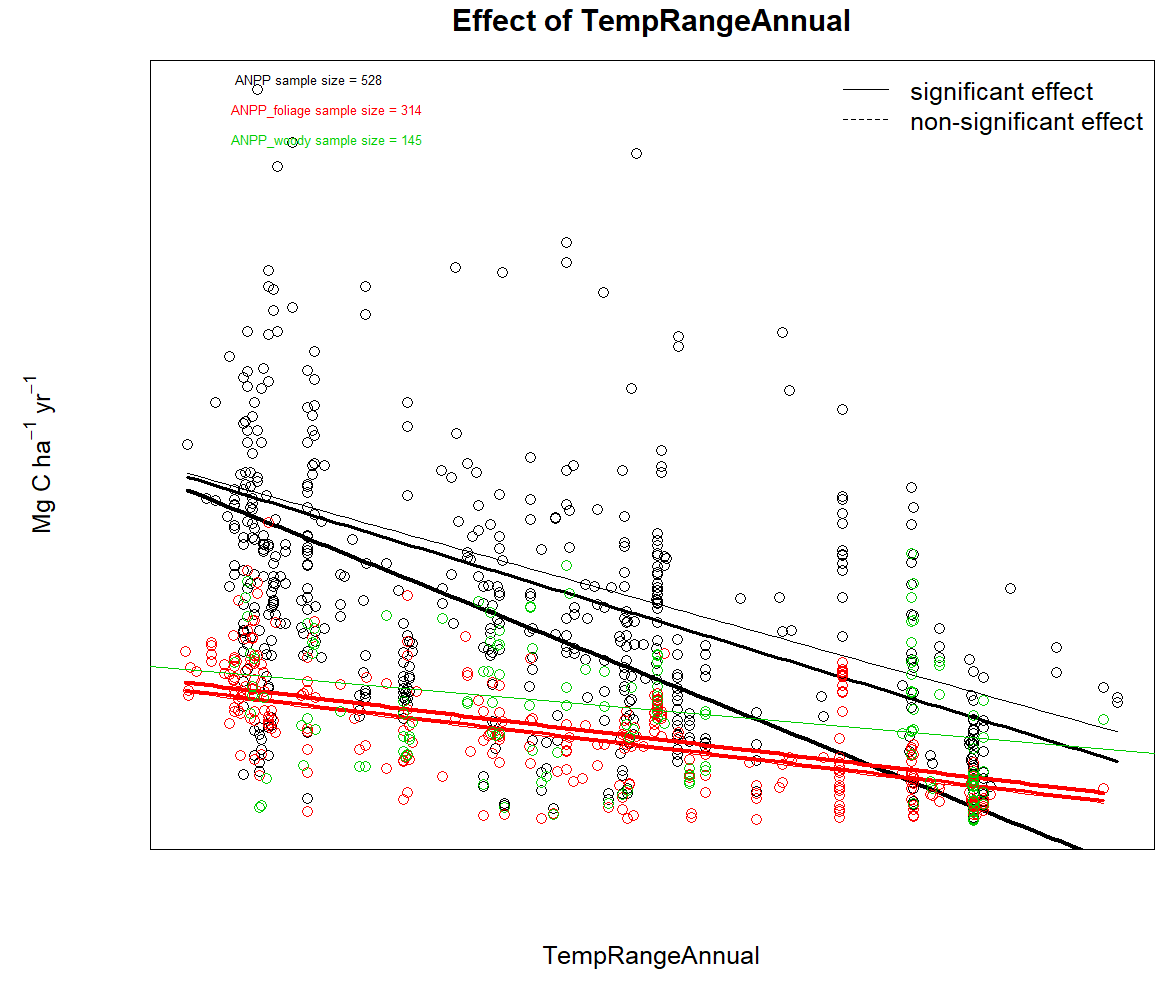 Effect of TempRangeAnnual
ANPP sample size = 528
ANPP_foliage sample size = 314
ANPP_woody sample size = 145
significant effect
non-significant effect
Mg C ha⁻¹ yr⁻¹
TempRangeAnnual